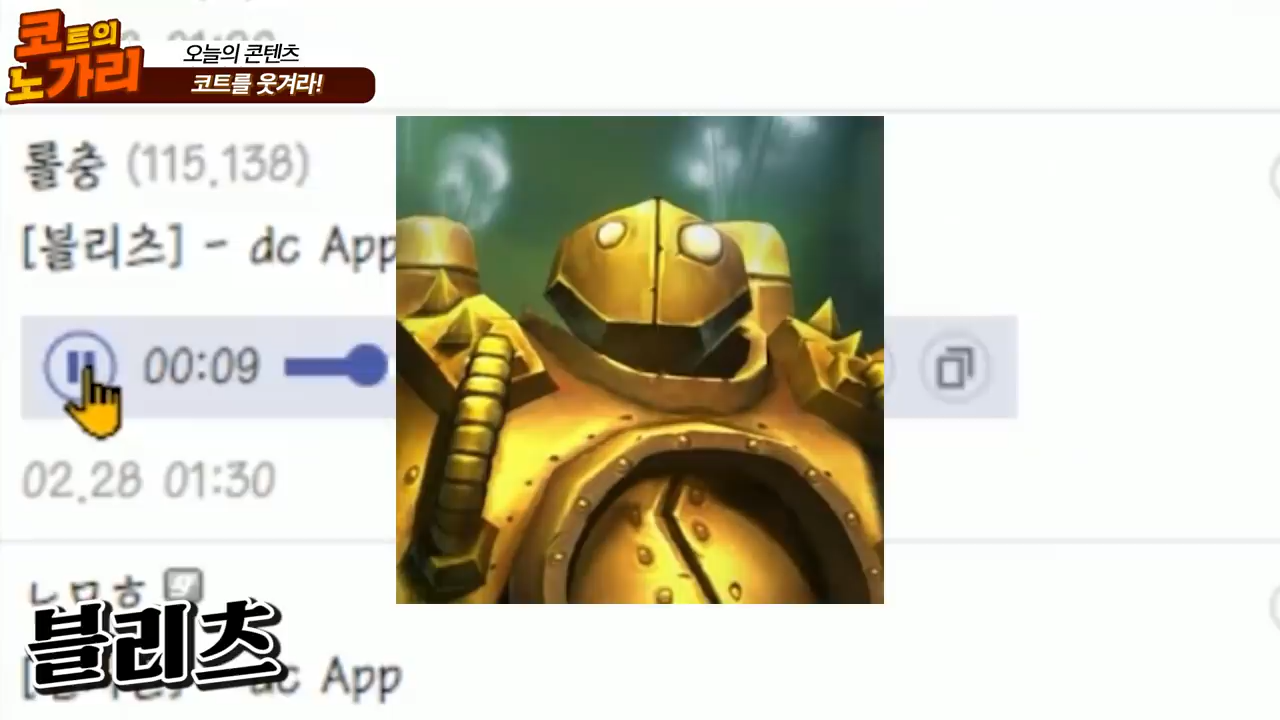 코트의
노가리
오늘의 콘텐츠
코트를 웃겨라!
롤충 (115.138)
[블리츠] - dc App
00:09
02.28 01:30
블리츠
dc App